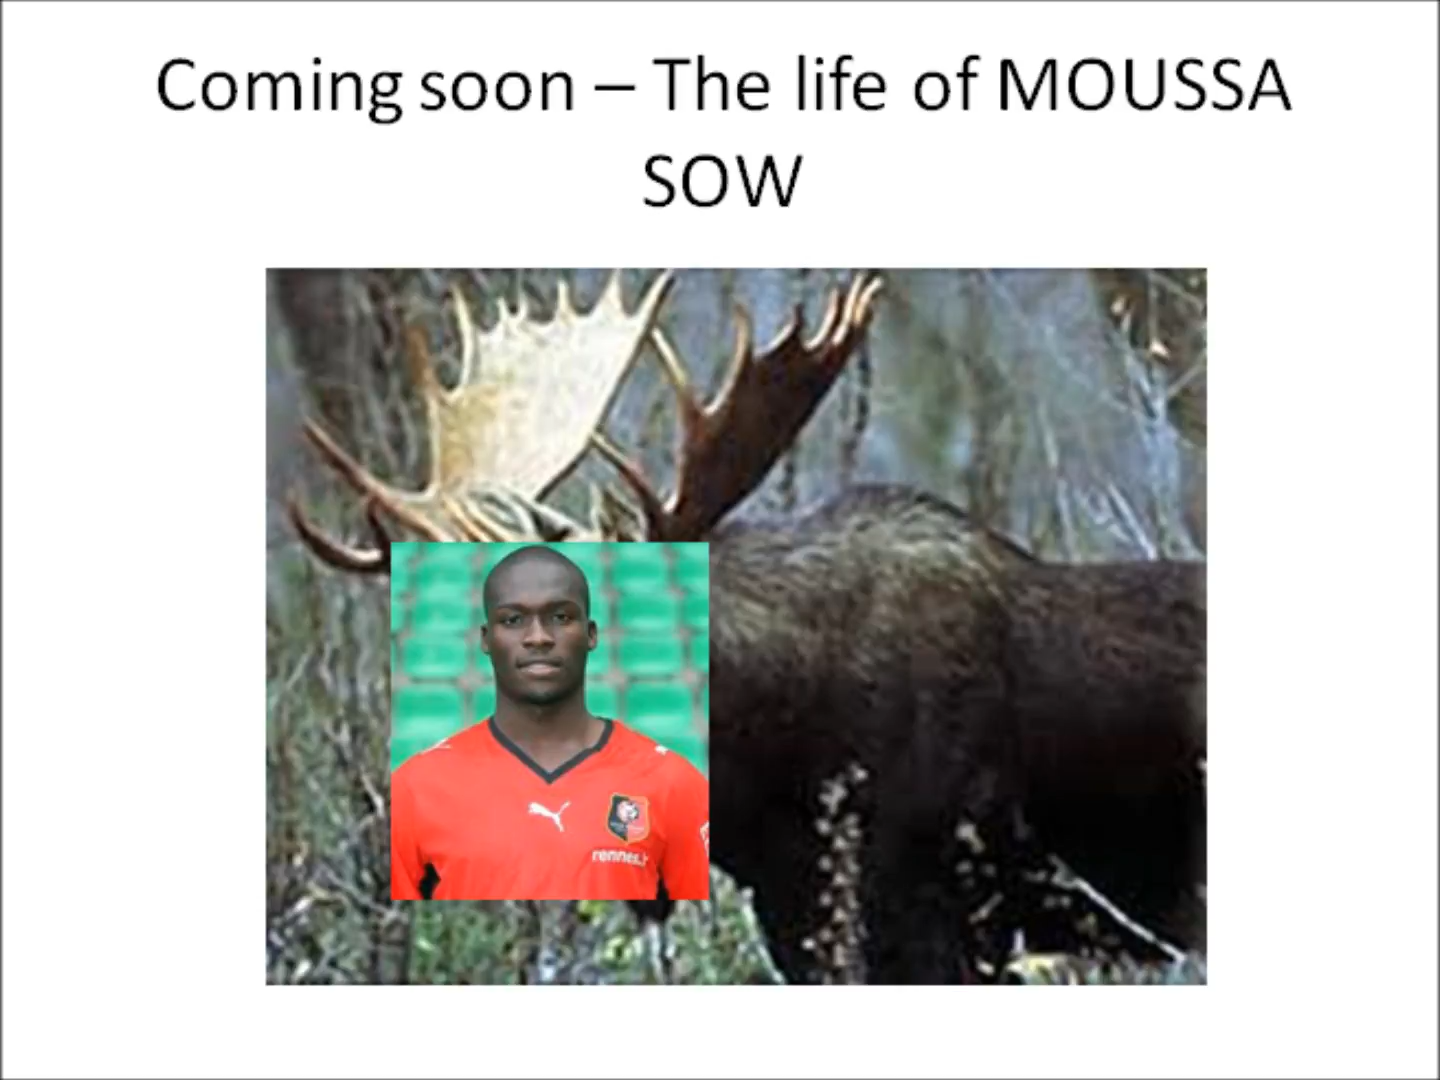 Coming soon – The life of MOUSSA
SOW
rennes.